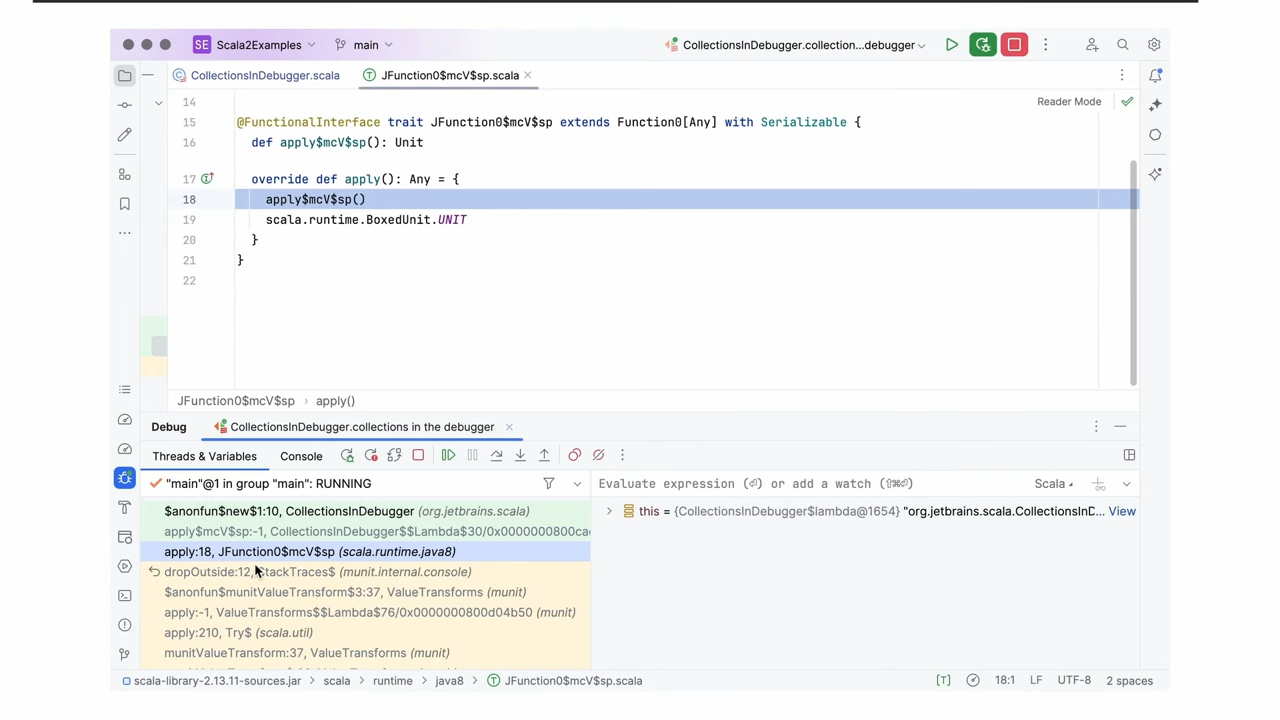 SE Scala2Examples main CollectionsInDebugger.collection...debugger
CollectionsInDebugger.scala JFunction0$mcV$sp.scala
Reader Mode
14
15 @FunctionalInterface trait JFunction0$mcV$sp extends Function0[Any] with Serializable {
16 def apply$mcV$sp(): Unit
17 override def apply(): Any = {
18 apply$mcV$sp()
19 scala.runtime.BoxedUnit.UNIT
20 }
21 }
22
JFunction0$mcV$sp › apply()
Debug CollectionsInDebugger.collections in the debugger
Threads & Variables Console
"main"@1 in group "main": RUNNING
Evaluate expression (⏎) or add a watch (⇧⌘⏎) Scala
$anonfun$new$1:10, CollectionsInDebugger (org.jetbrains.scala)
this = {CollectionsInDebugger$lambda@1654} "org.jetbrains.scala.CollectionsInD... View
apply$mcV$sp:-1, CollectionsInDebugger$$Lambda$30/0x0000000800ca
apply:18, JFunction0$mcV$sp (scala.runtime.java8)
dropOutside:12, StackTraces$ (munit.internal.console)
$anonfun$munitValueTransform$3:37, ValueTransforms (munit)
apply:-1, ValueTransforms$$Lambda$76/0x0000000800d04b50 (munit)
apply:210, Try$ (scala.util)
munitValueTransform:37, ValueTransforms (munit)
scala-library-2.13.11-sources.jar › scala › runtime › java8 › JFunction0$mcV$sp.scala [T] 18:1 LF UTF-8 2 spaces